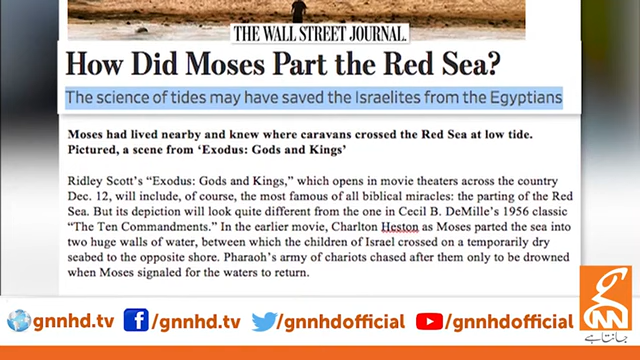 THE WALL STREET JOURNAL.
How Did Moses Part the Red Sea?
The science of tides may have saved the Israelites from the Egyptians
Moses had lived nearby and knew where caravans crossed the Red Sea at low tide.
Pictured, a scene from ‘Exodus: Gods and Kings’
Ridley Scott's “Exodus: Gods and Kings,” which opens in movie theaters across the country
Dec. 12, will include, of course, the most famous of all biblical miracles: the parting of the Red
Sea. But its depiction will look quite different from the one in Cecil B. DeMille's 1956 classic
“The Ten Commandments.” In the earlier movie, Charlton Heston as Moses parted the sea into
two huge walls of water, between which the children of Israel crossed on a temporarily dry
seabed to the opposite shore. Pharaoh's army of chariots chased after them only to be drowned
when Moses signaled for the waters to return.
GNN
جانتا ہے
gnnhd.tv /gnnhd.tv /gnnhdofficial /gnnhdofficial